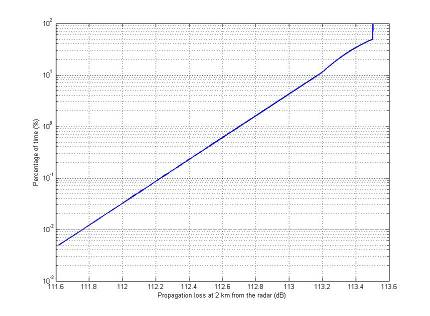 10²
10¹
10⁰
10⁻¹
10⁻²
10⁻³
Percentage of time (%)
111.6 111.8 112 112.2 112.4 112.6 112.8 113 113.2 113.4 113.6
Propagation loss at 2 km from the radar (dB)